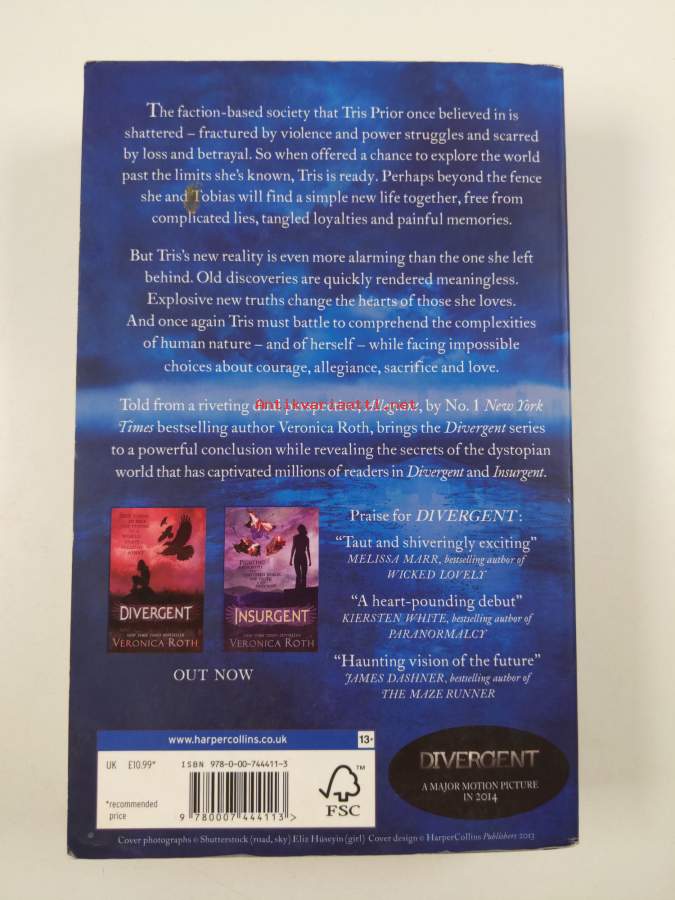 The faction-based society that Tris Prior once believed in is
shattered – fractured by violence and power struggles and scarred
by loss and betrayal. So when offered a chance to explore the world
past the limits she's known, Tris is ready. Perhaps beyond the fence
she and Tobias will find a simple new life together, free from
complicated lies, tangled loyalties and painful memories.
But Tris's new reality is even more alarming than the one she left
behind. Old discoveries are quickly rendered meaningless.
Explosive new truths change the hearts of those she loves.
And once again Tris must battle to comprehend the complexities
of human nature – and of herself – while facing impossible
choices about courage, allegiance, sacrifice and love.
Told from a riveting dual perspective, Allegiant, by No. 1 New York
Antikvariaatti.net
Times bestselling author Veronica Roth, brings the Divergent series
to a powerful conclusion while revealing the secrets of the dystopian
world that has captivated millions of readers in Divergent and Insurgent.
DIVERGENT
VERONICA ROTH
INSURGENT
VERONICA ROTH
OUT NOW
Praise for DIVERGENT:
“Taut and shiveringly exciting”
MELISSA MARR, bestselling author of
WICKED LOVELY
“A heart-pounding debut”
KIERSTEN WHITE, bestselling author of
PARANORMALCY
“Haunting vision of the future”
JAMES DASHNER, bestselling author of
THE MAZE RUNNER
www.harpercollins.co.uk 13+
UK £10.99*
*recommended
price
ISBN 978-0-00-744411-3
9 780007 444113 >
FSC
TM
DIVERGENT
A MAJOR MOTION PICTURE
IN 2014
Cover photographs © Shutterstock (road, sky) Eliz Hüseyin (girl) Cover design © HarperCollins Publishers 2013